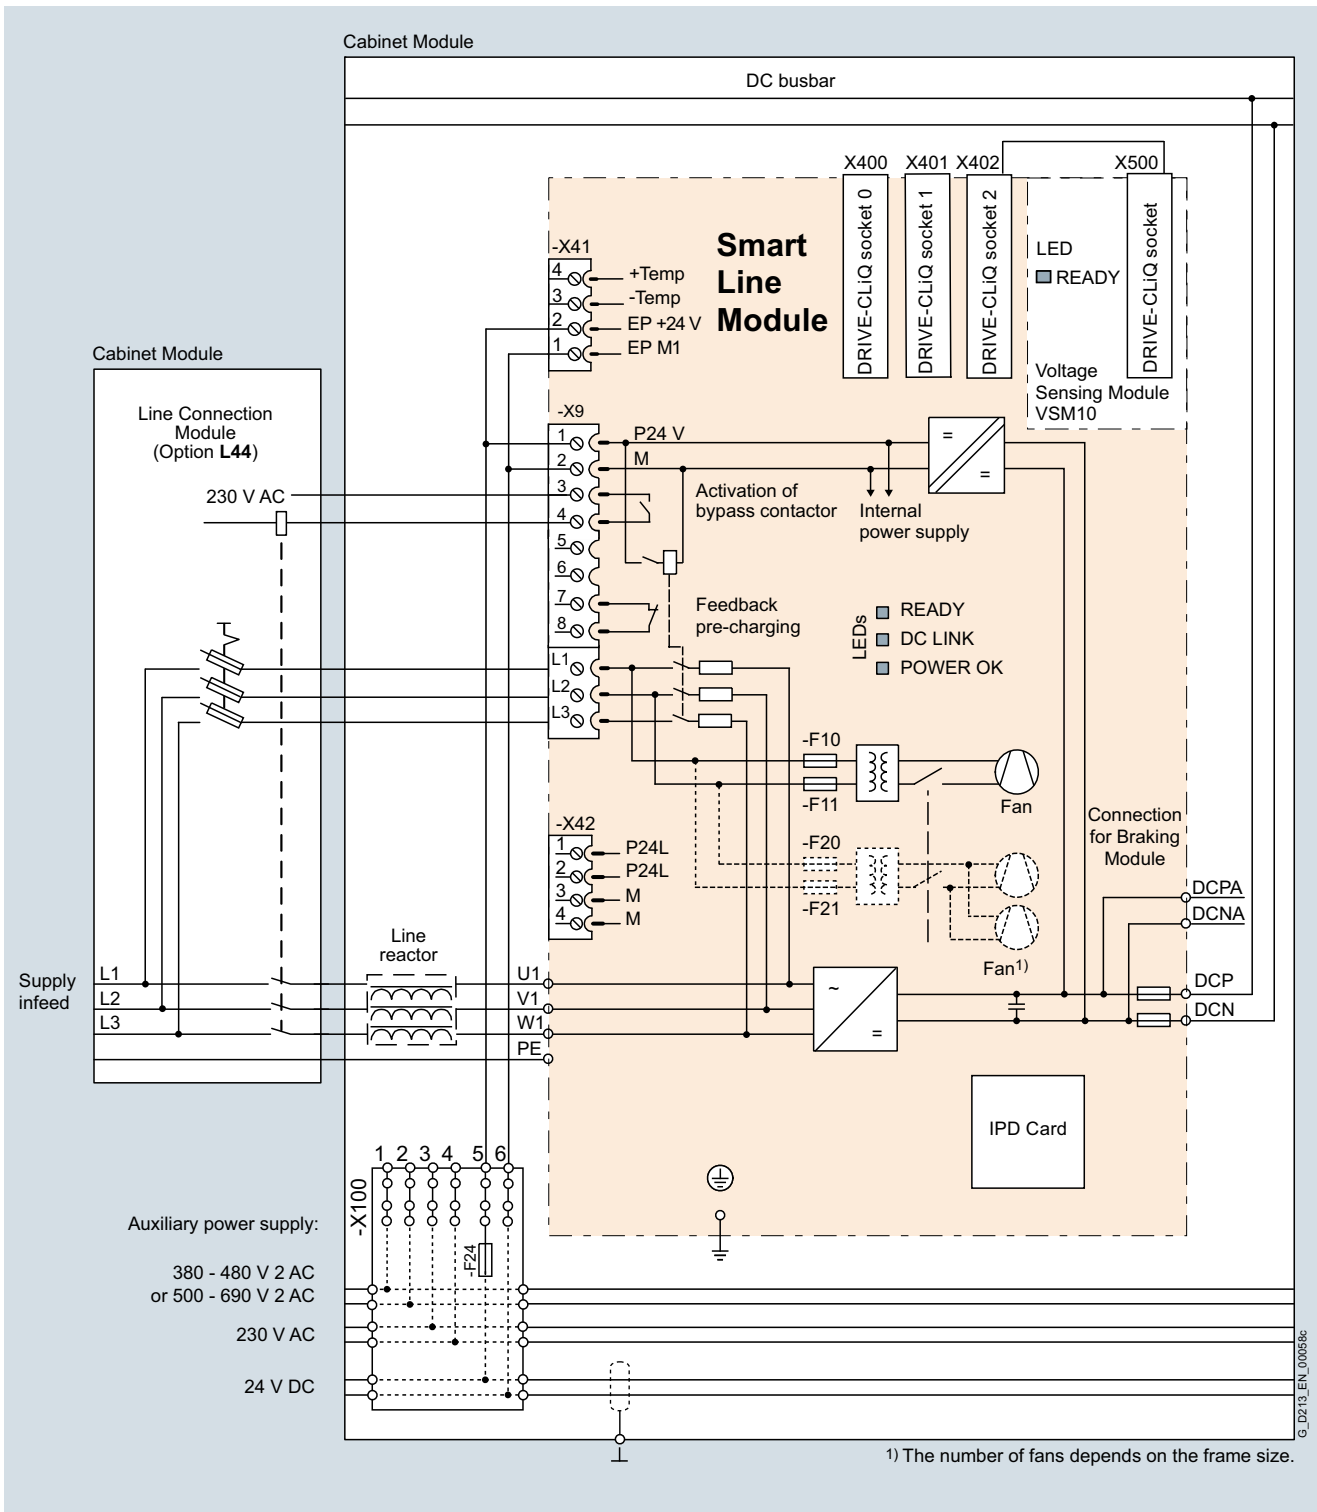 Cabinet Module
DC busbar
X400
X401
X402
X500
DRIVE-CLiQ socket 0
DRIVE-CLiQ socket 1
DRIVE-CLiQ socket 2
DRIVE-CLiQ socket
LED
READY
Voltage
Sensing Module
VSM10
Smart
Line
Module
-X41
4
+Temp
3
-Temp
2
EP +24 V
1
EP M1
Cabinet Module
Line Connection
Module
(Option L44)
230 V AC
-X9
1
P24 V
2
M
3
4
5
6
7
8
L1
L2
L3
=
=
Activation of
bypass contactor
Internal
power supply
Feedback
pre-charging
LEDs
READY
DC LINK
POWER OK
-F10
-F11
Fan
-F20
-F21
Fan1)
Connection
for Braking
Module
DCPA
DCNA
DCP
DCN
-X42
1
P24L
2
P24L
3
M
4
M
Line
reactor
Supply
infeed
L1
L2
L3
U1
V1
W1
PE
~
=
IPD Card
1 2 3 4 5 6
-X100
-F24
Auxiliary power supply:
380 - 480 V 2 AC
or 500 - 690 V 2 AC
230 V AC
24 V DC
G_D213_EN_00058c
1) The number of fans depends on the frame size.